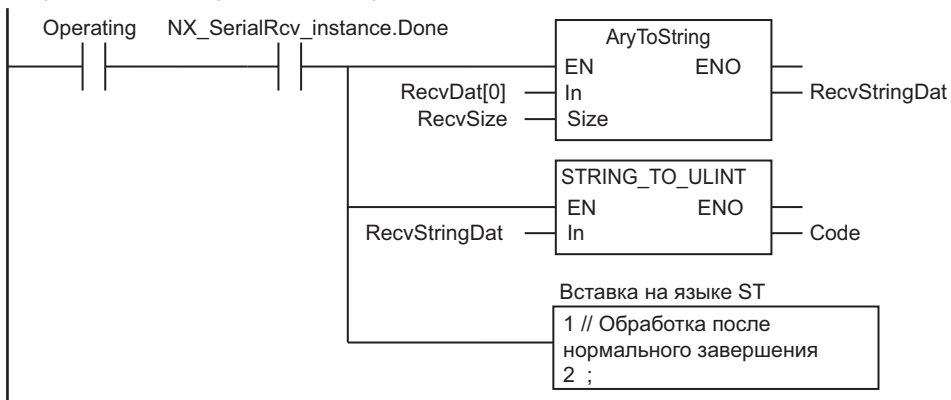 Operating NX_SerialRcv_instance.Done
AryToString
EN ENO
RecvDat[0] In RecvStringDat
RecvSize Size
STRING_TO_ULINT
EN ENO
RecvStringDat In Code
Вставка на языке ST
1 // Обработка после
нормального завершения
2 ;